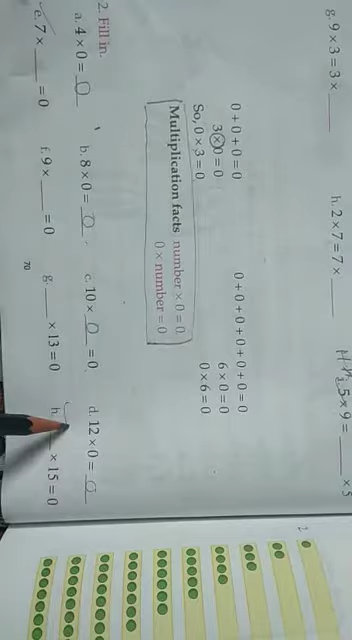 g. 9 × 3 = 3 × ____ h. 2 × 7 = 7 × ____ 5 × 9 = ____ × 5
0 + 0 + 0 = 0 0 + 0 + 0 + 0 + 0 + 0 = 0
3 × 0 = 0 6 × 0 = 0
So, 0 × 3 = 0 0 × 6 = 0
Multiplication facts number × 0 = 0
0 × number = 0
2. Fill in.
a. 4 × 0 = 0 b. 8 × 0 = 0 c. 10 × 0 = 0 d. 12 × 0 = 0
e. 7 × ____ = 0 f. 9 × ____ = 0 g. ____ × 13 = 0 h. ____ × 15 = 0
70
2